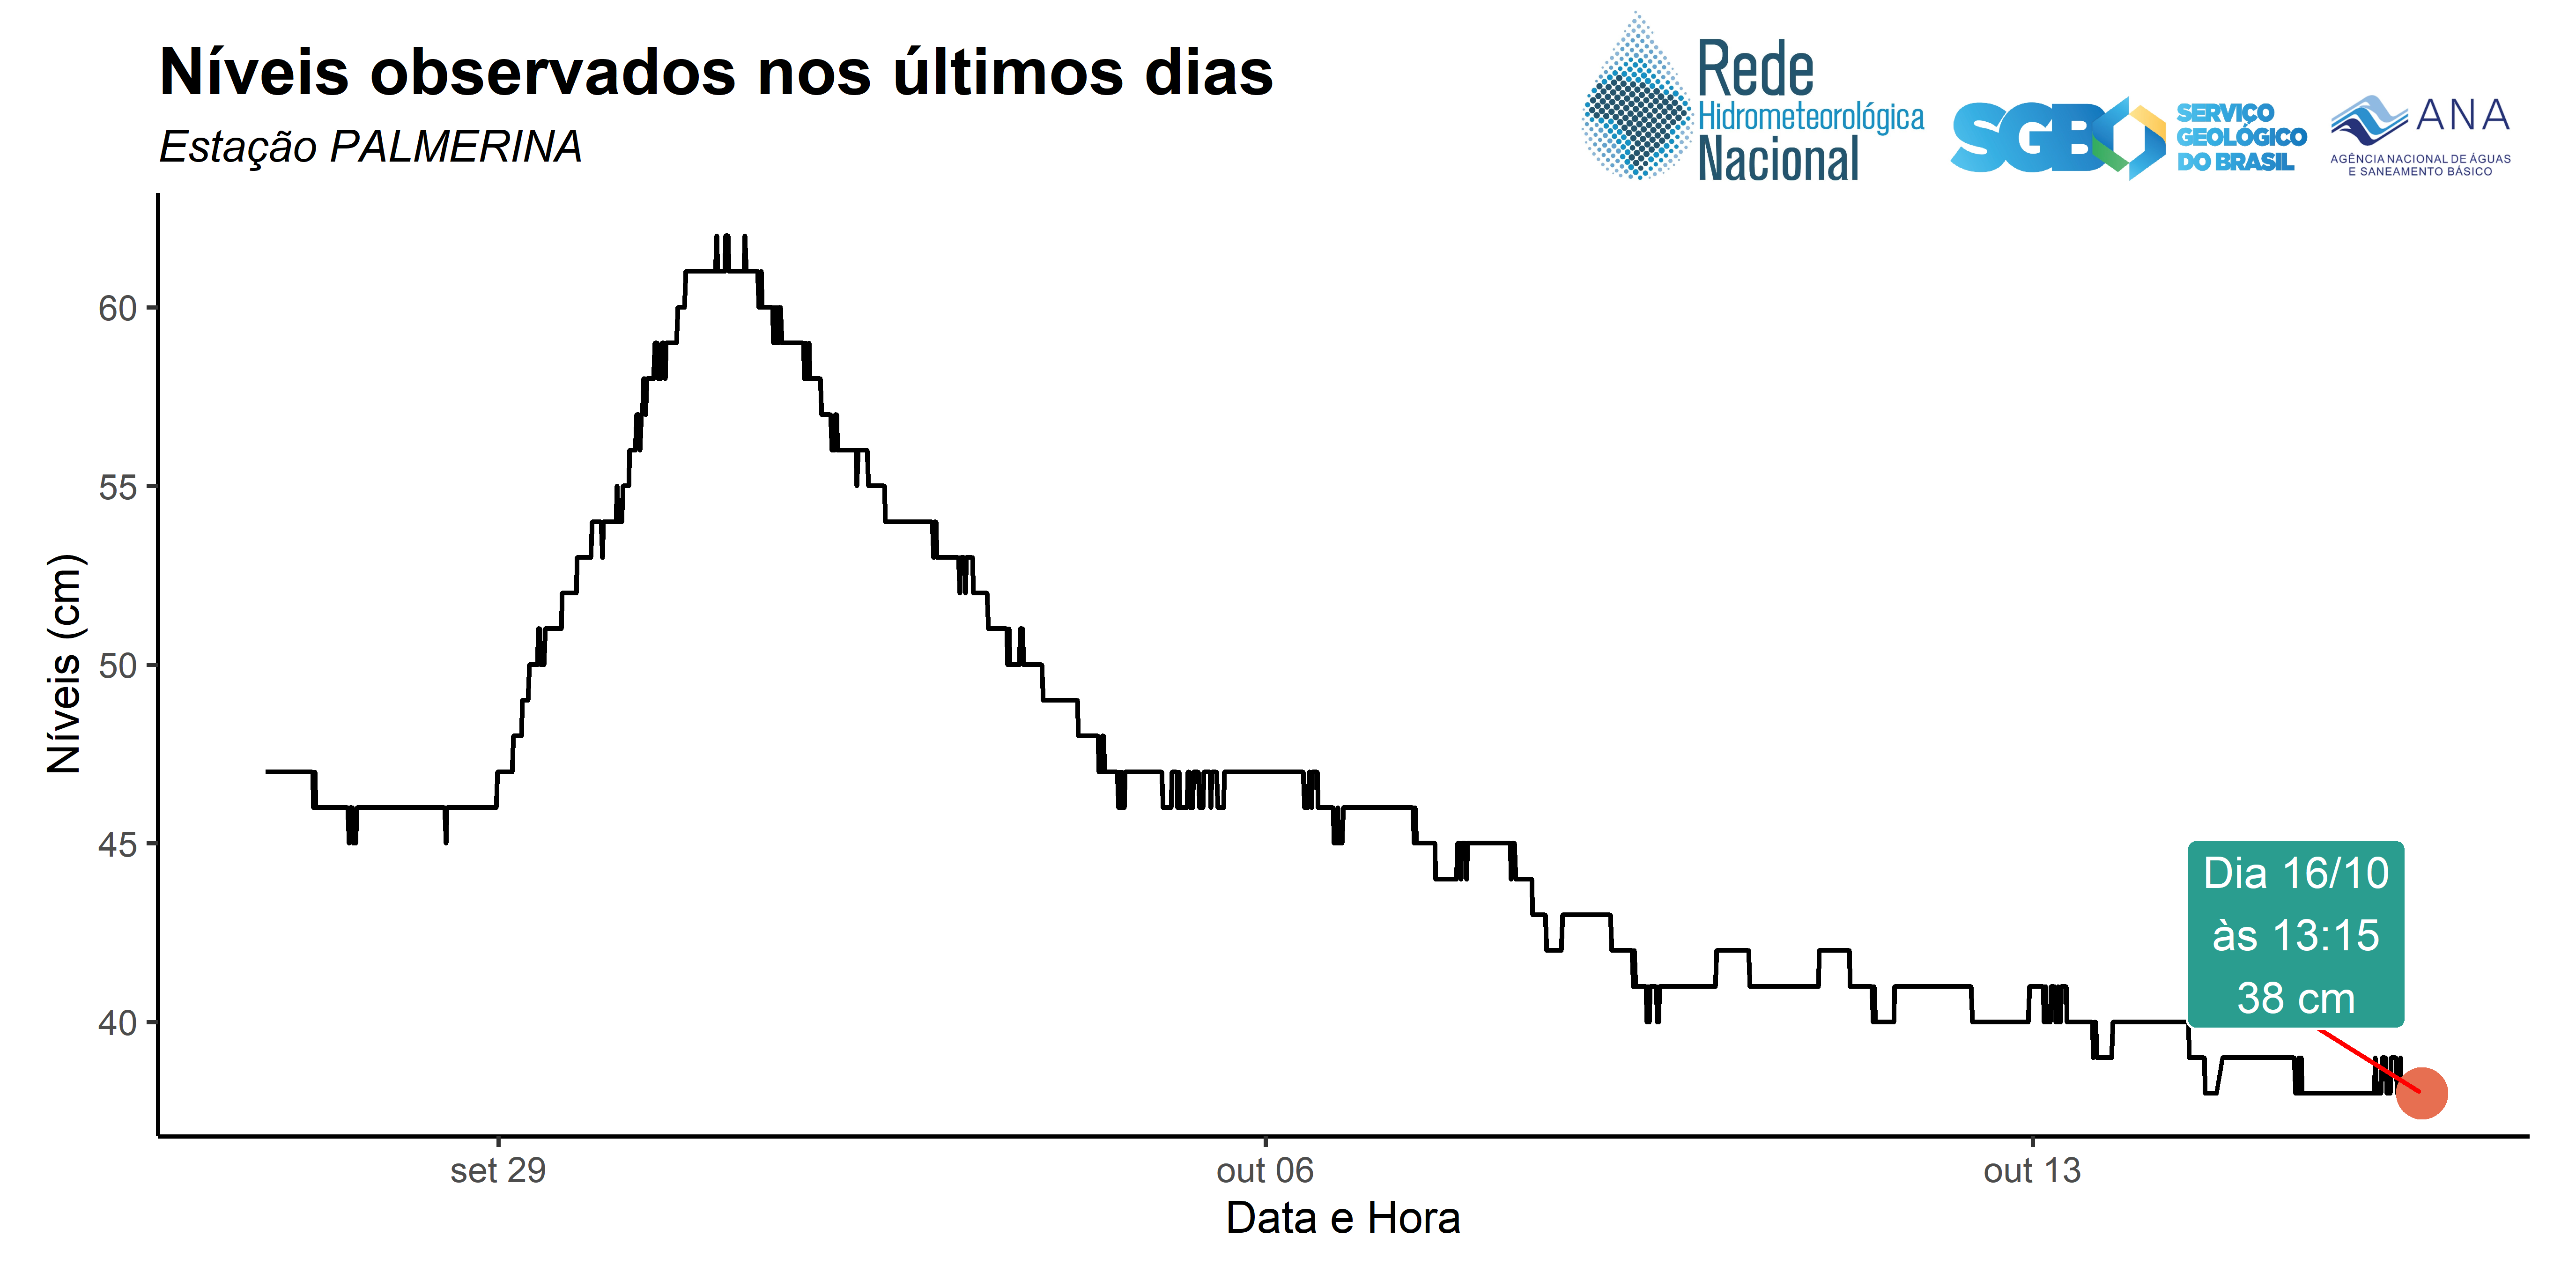 Níveis observados nos últimos dias
Estação PALMERINA
Rede
Hidrometeorológica
Nacional
SGB
SERVIÇO
GEOLÓGICO
DO BRASIL
ANA
AGÊNCIA NACIONAL DE ÁGUAS
E SANEAMENTO BÁSICO
Níveis (cm)
60
55
50
45
40
Dia 16/10
às 13:15
38 cm
set 29
out 06
out 13
Data e Hora